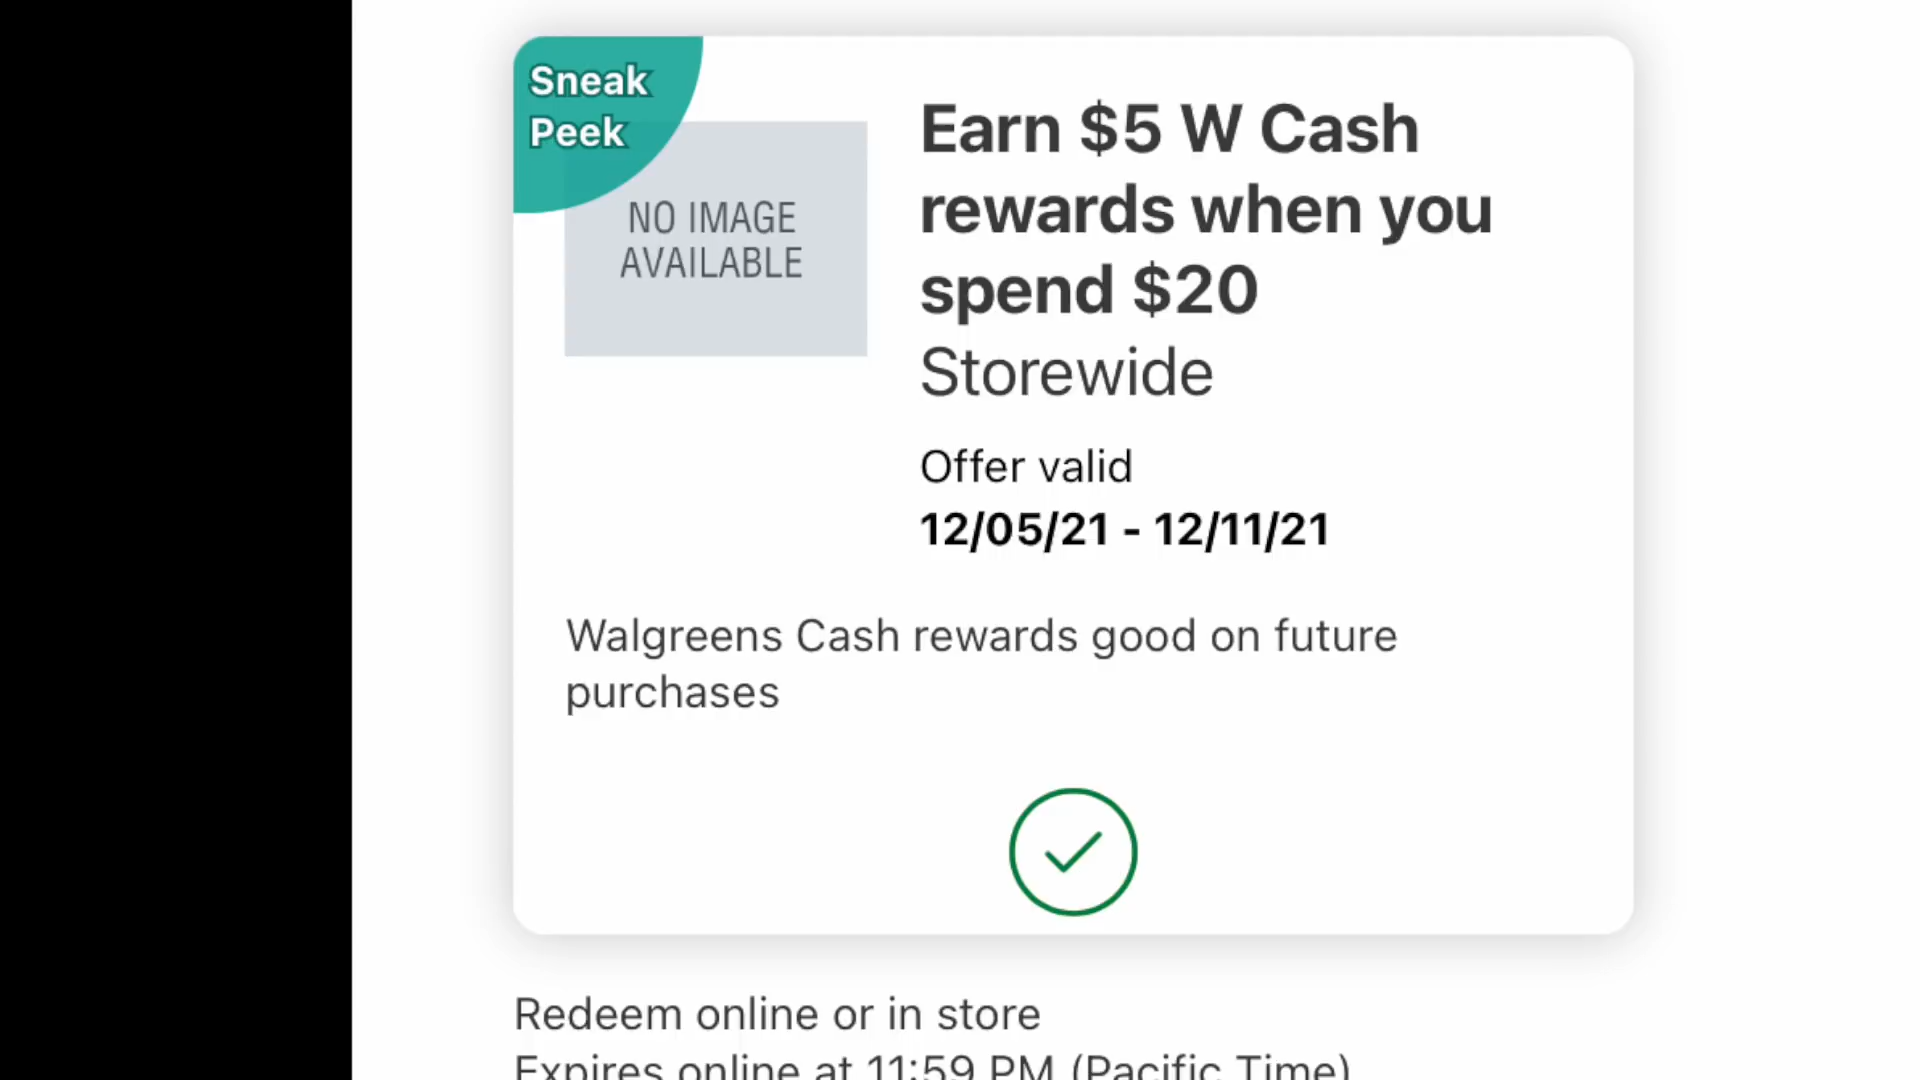 Sneak
Peek
NO IMAGE
AVAILABLE
Earn $5 W Cash
rewards when you
spend $20
Storewide
Offer valid
12/05/21 - 12/11/21
Walgreens Cash rewards good on future
purchases
Redeem online or in store
Expires online at 11:59 PM (Pacific Time)